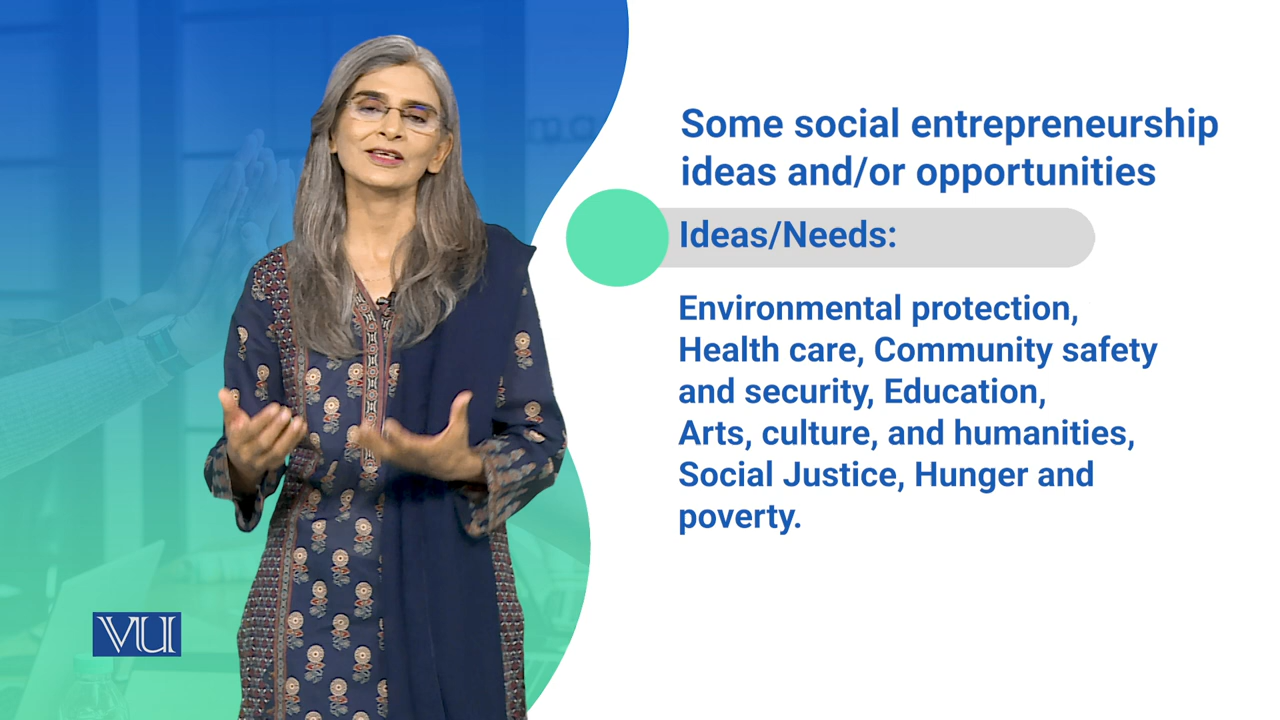 Some social entrepreneurship
ideas and/or opportunities
Ideas/Needs:
Environmental protection,
Health care, Community safety
and security, Education,
Arts, culture, and humanities,
Social Justice, Hunger and
poverty.
VU